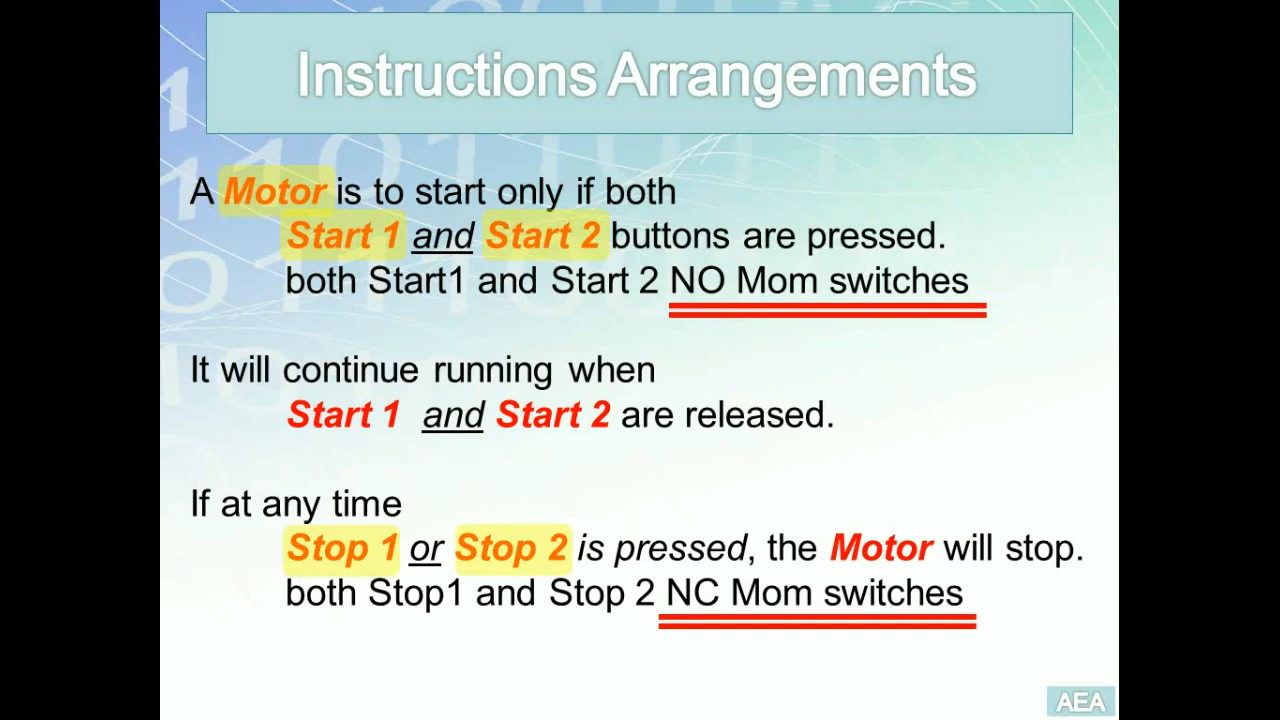 Instructions Arrangements
A Motor is to start only if both
Start 1 and Start 2 buttons are pressed.
both Start1 and Start 2 NO Mom switches
It will continue running when
Start 1 and Start 2 are released.
If at any time
Stop 1 or Stop 2 is pressed, the Motor will stop.
both Stop1 and Stop 2 NC Mom switches
AEA